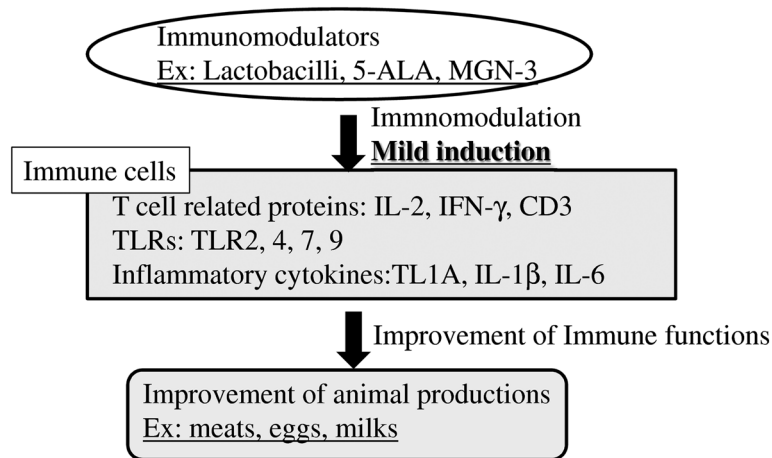 Immunomodulators
Ex: Lactobacilli, 5-ALA, MGN-3
Immnomodulation
Mild induction
Immune cells
T cell related proteins: IL-2, IFN-γ, CD3
TLRs: TLR2, 4, 7, 9
Inflammatory cytokines:TL1A, IL-1β, IL-6
Improvement of Immune functions
Improvement of animal productions
Ex: meats, eggs, milks